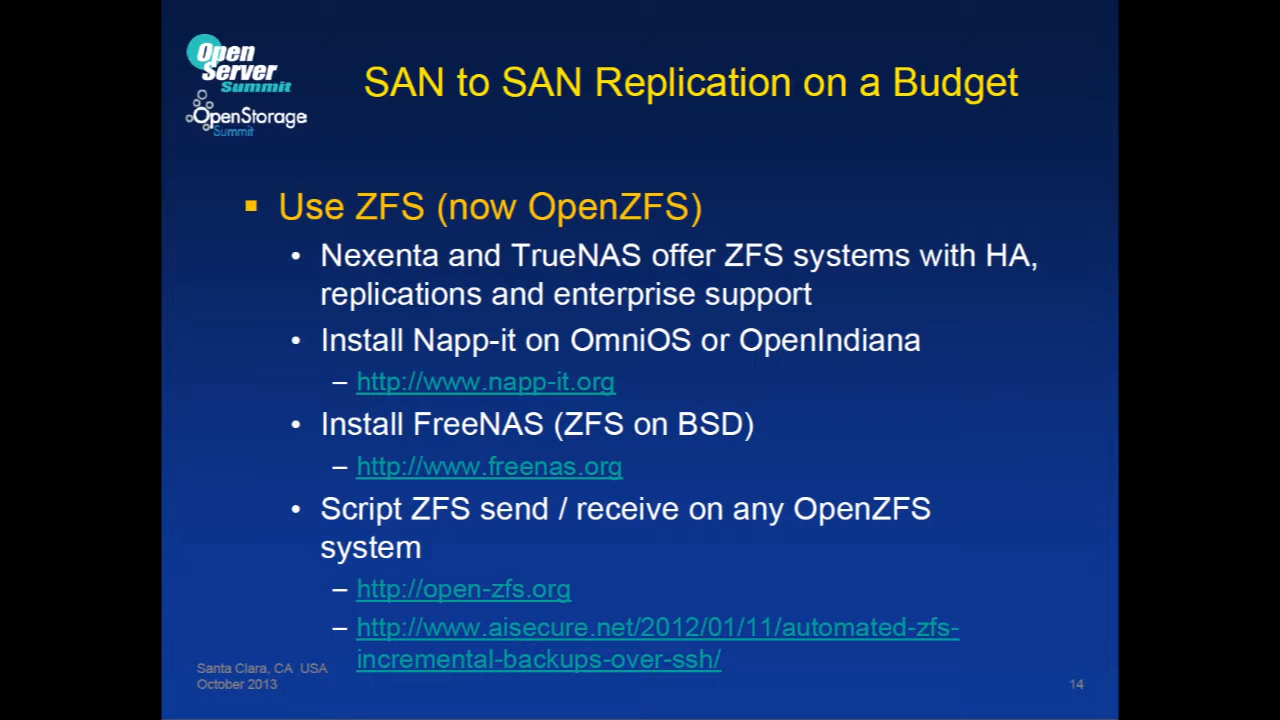 Open
Server
Summit
OpenStorage
Summit
SAN to SAN Replication on a Budget
▪ Use ZFS (now OpenZFS)
• Nexenta and TrueNAS offer ZFS systems with HA,
replications and enterprise support
• Install Napp-it on OmniOS or OpenIndiana
– http://www.napp-it.org
• Install FreeNAS (ZFS on BSD)
– http://www.freenas.org
• Script ZFS send / receive on any OpenZFS
system
– http://open-zfs.org
– http://www.aisecure.net/2012/01/11/automated-zfs-
incremental-backups-over-ssh/
Santa Clara, CA USA
October 2013
14